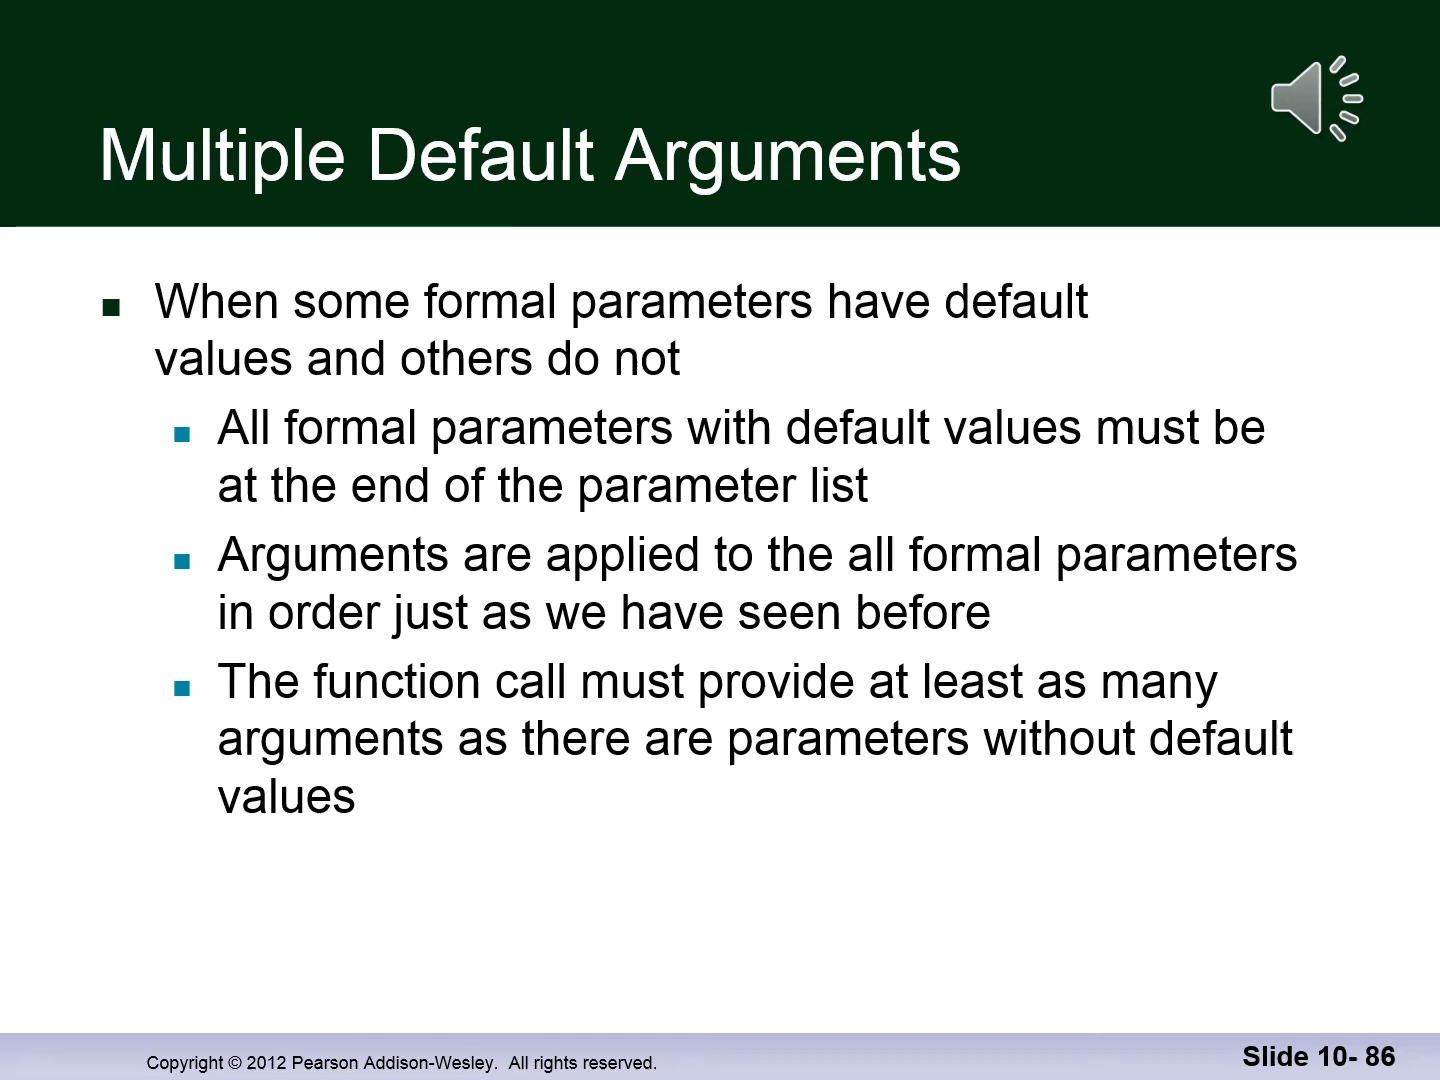 Multiple Default Arguments
When some formal parameters have default
values and others do not
All formal parameters with default values must be
at the end of the parameter list
Arguments are applied to the all formal parameters
in order just as we have seen before
The function call must provide at least as many
arguments as there are parameters without default
values
Copyright © 2012 Pearson Addison-Wesley.  All rights reserved.
Slide 10- 86